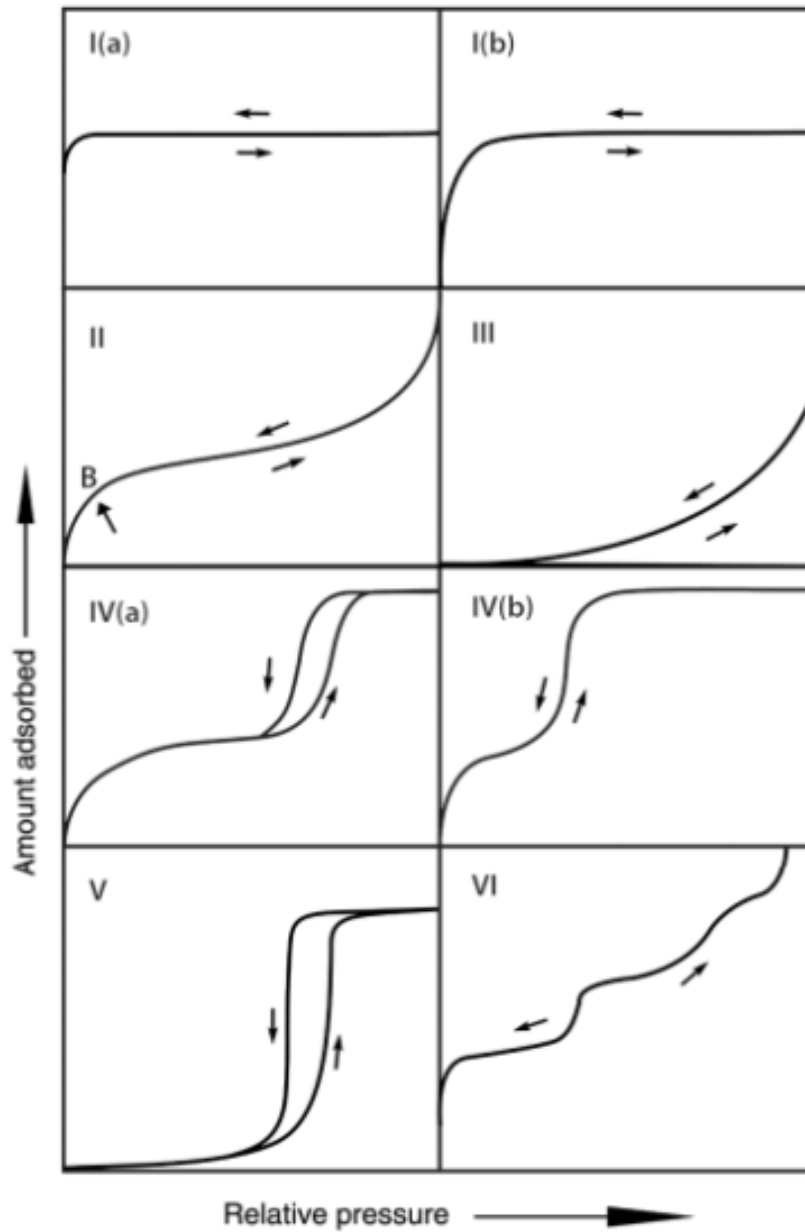 I(a)
I(b)
II
III
B
IV(a)
IV(b)
V
VI
Amount adsorbed
Relative pressure